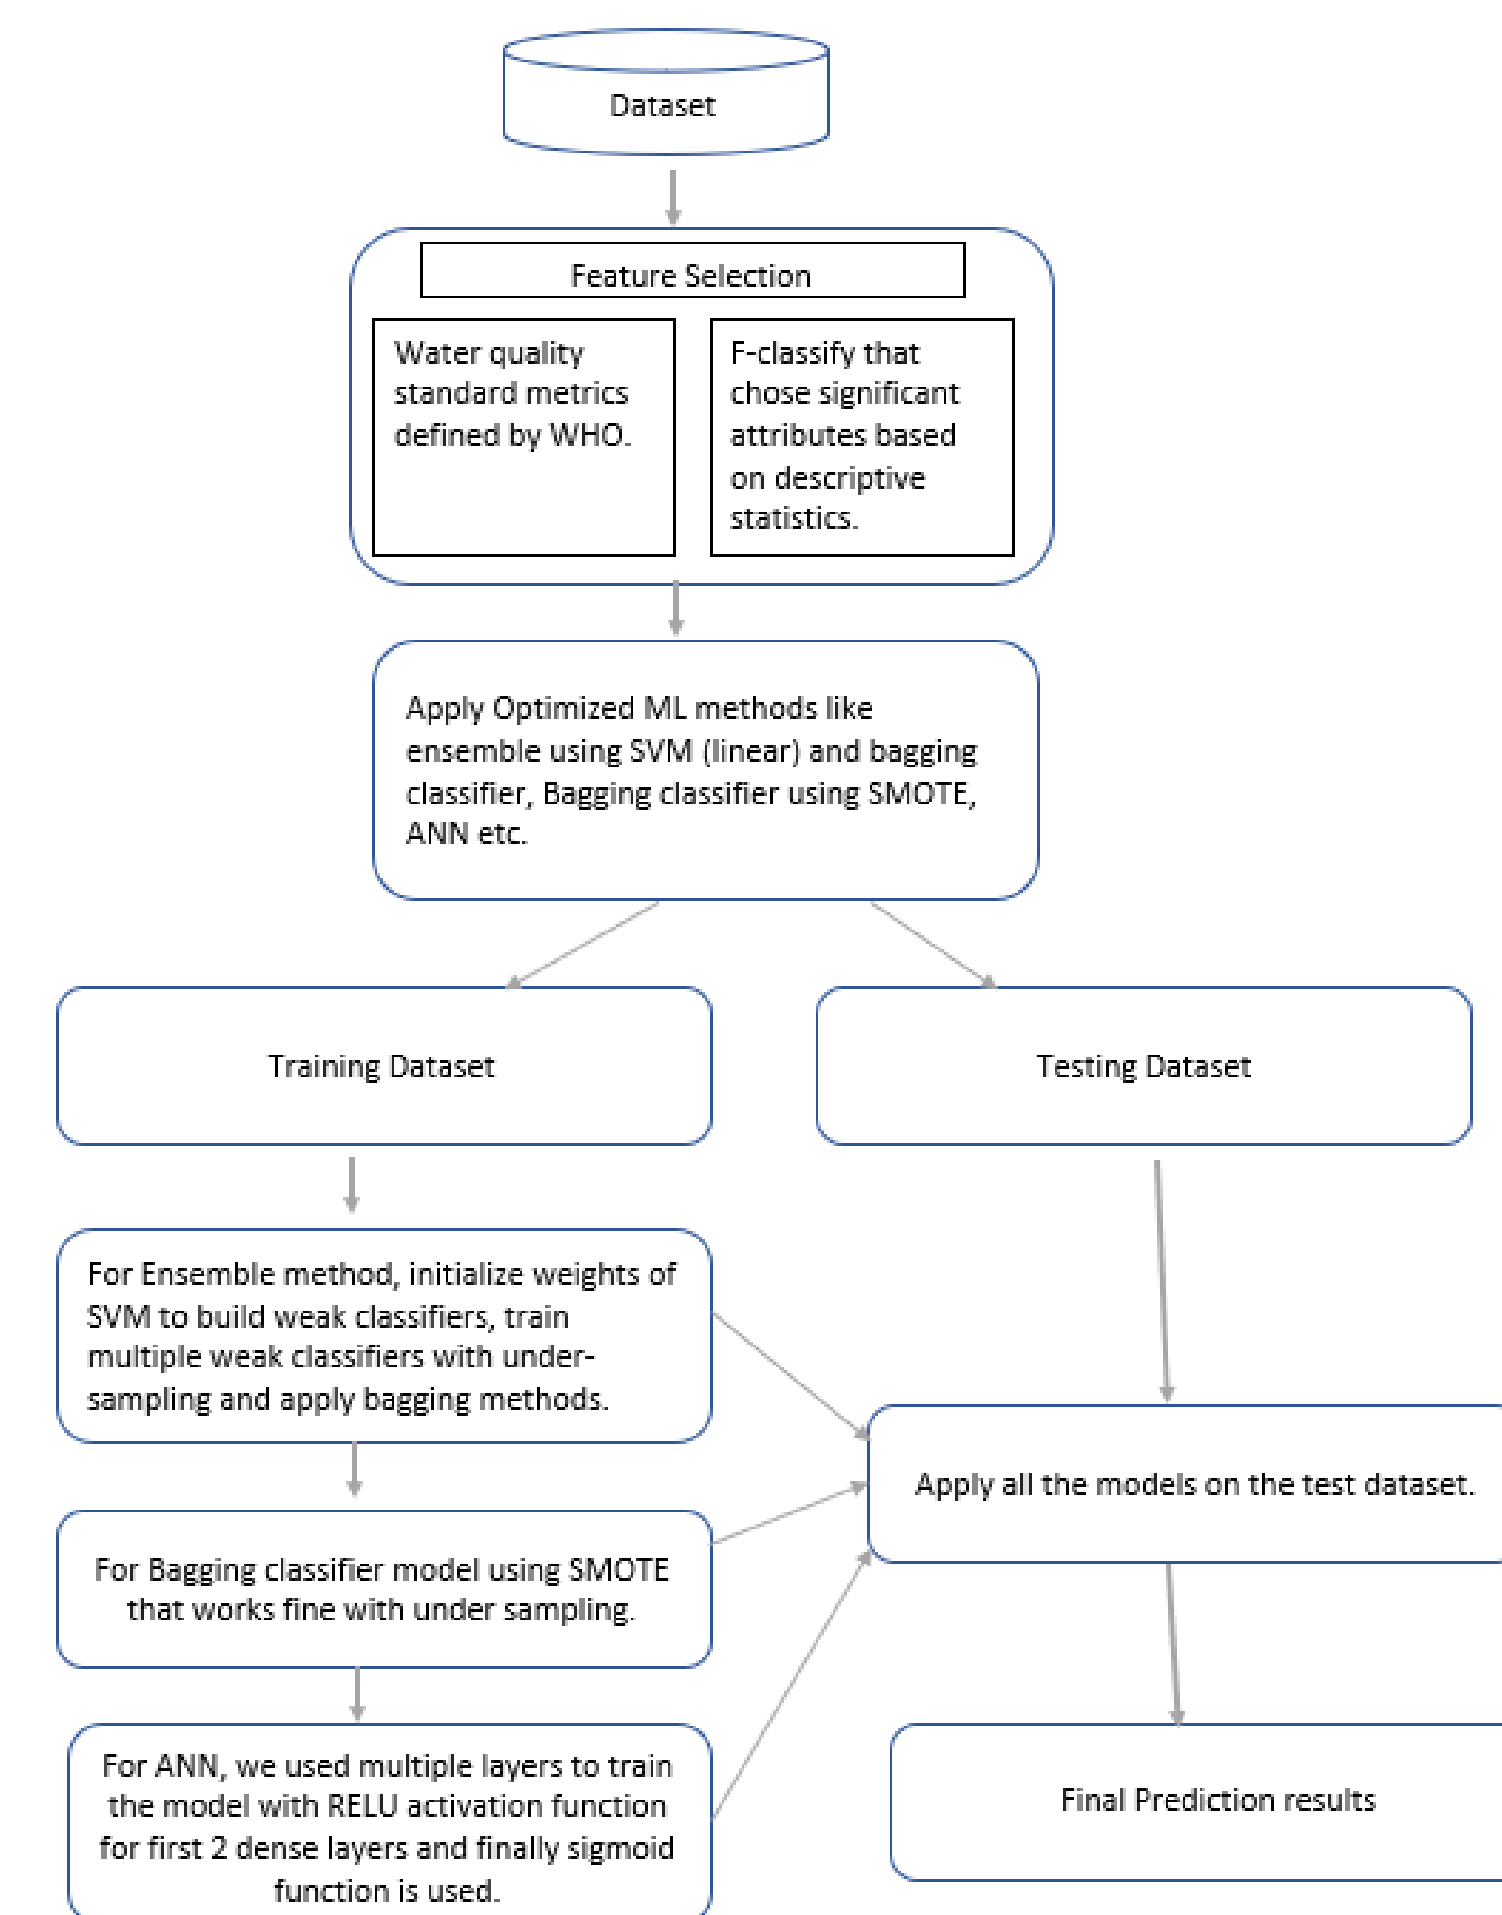 Dataset
Feature Selection
Water quality
standard metrics
defined by WHO.
F-classify that
chose significant
attributes based
on descriptive
statistics.
Apply Optimized ML methods like
ensemble using SVM (linear) and bagging
classifier, Bagging classifier using SMOTE,
ANN etc.
Training Dataset
Testing Dataset
For Ensemble method, initialize weights of
SVM to build weak classifiers, train
multiple weak classifiers with under-
sampling and apply bagging methods.
For Bagging classifier model using SMOTE
that works fine with under sampling.
For ANN, we used multiple layers to train
the model with RELU activation function
for first 2 dense layers and finally sigmoid
function is used.
Apply all the models on the test dataset.
Final Prediction results